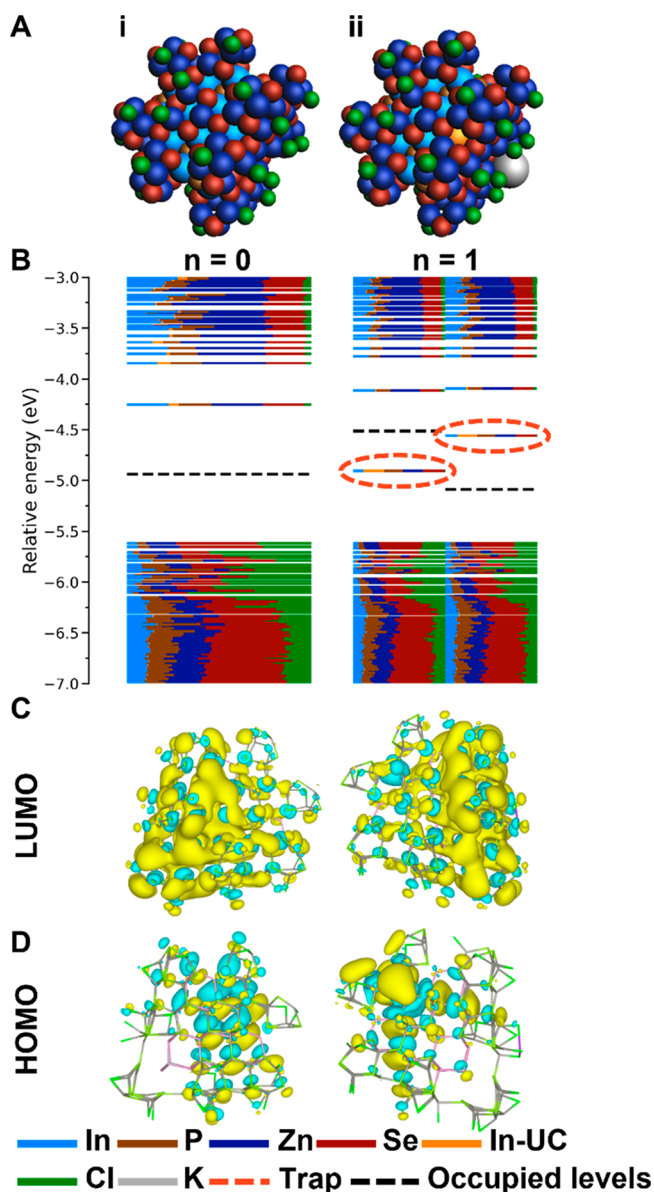 A i ii
B n = 0 n = 1
Relative energy (eV)
−3.0
−3.5
−4.0
−4.5
−5.0
−5.5
−6.0
−6.5
−7.0
C
LUMO
D
HOMO
In P Zn Se In-UC
Cl K Trap Occupied levels